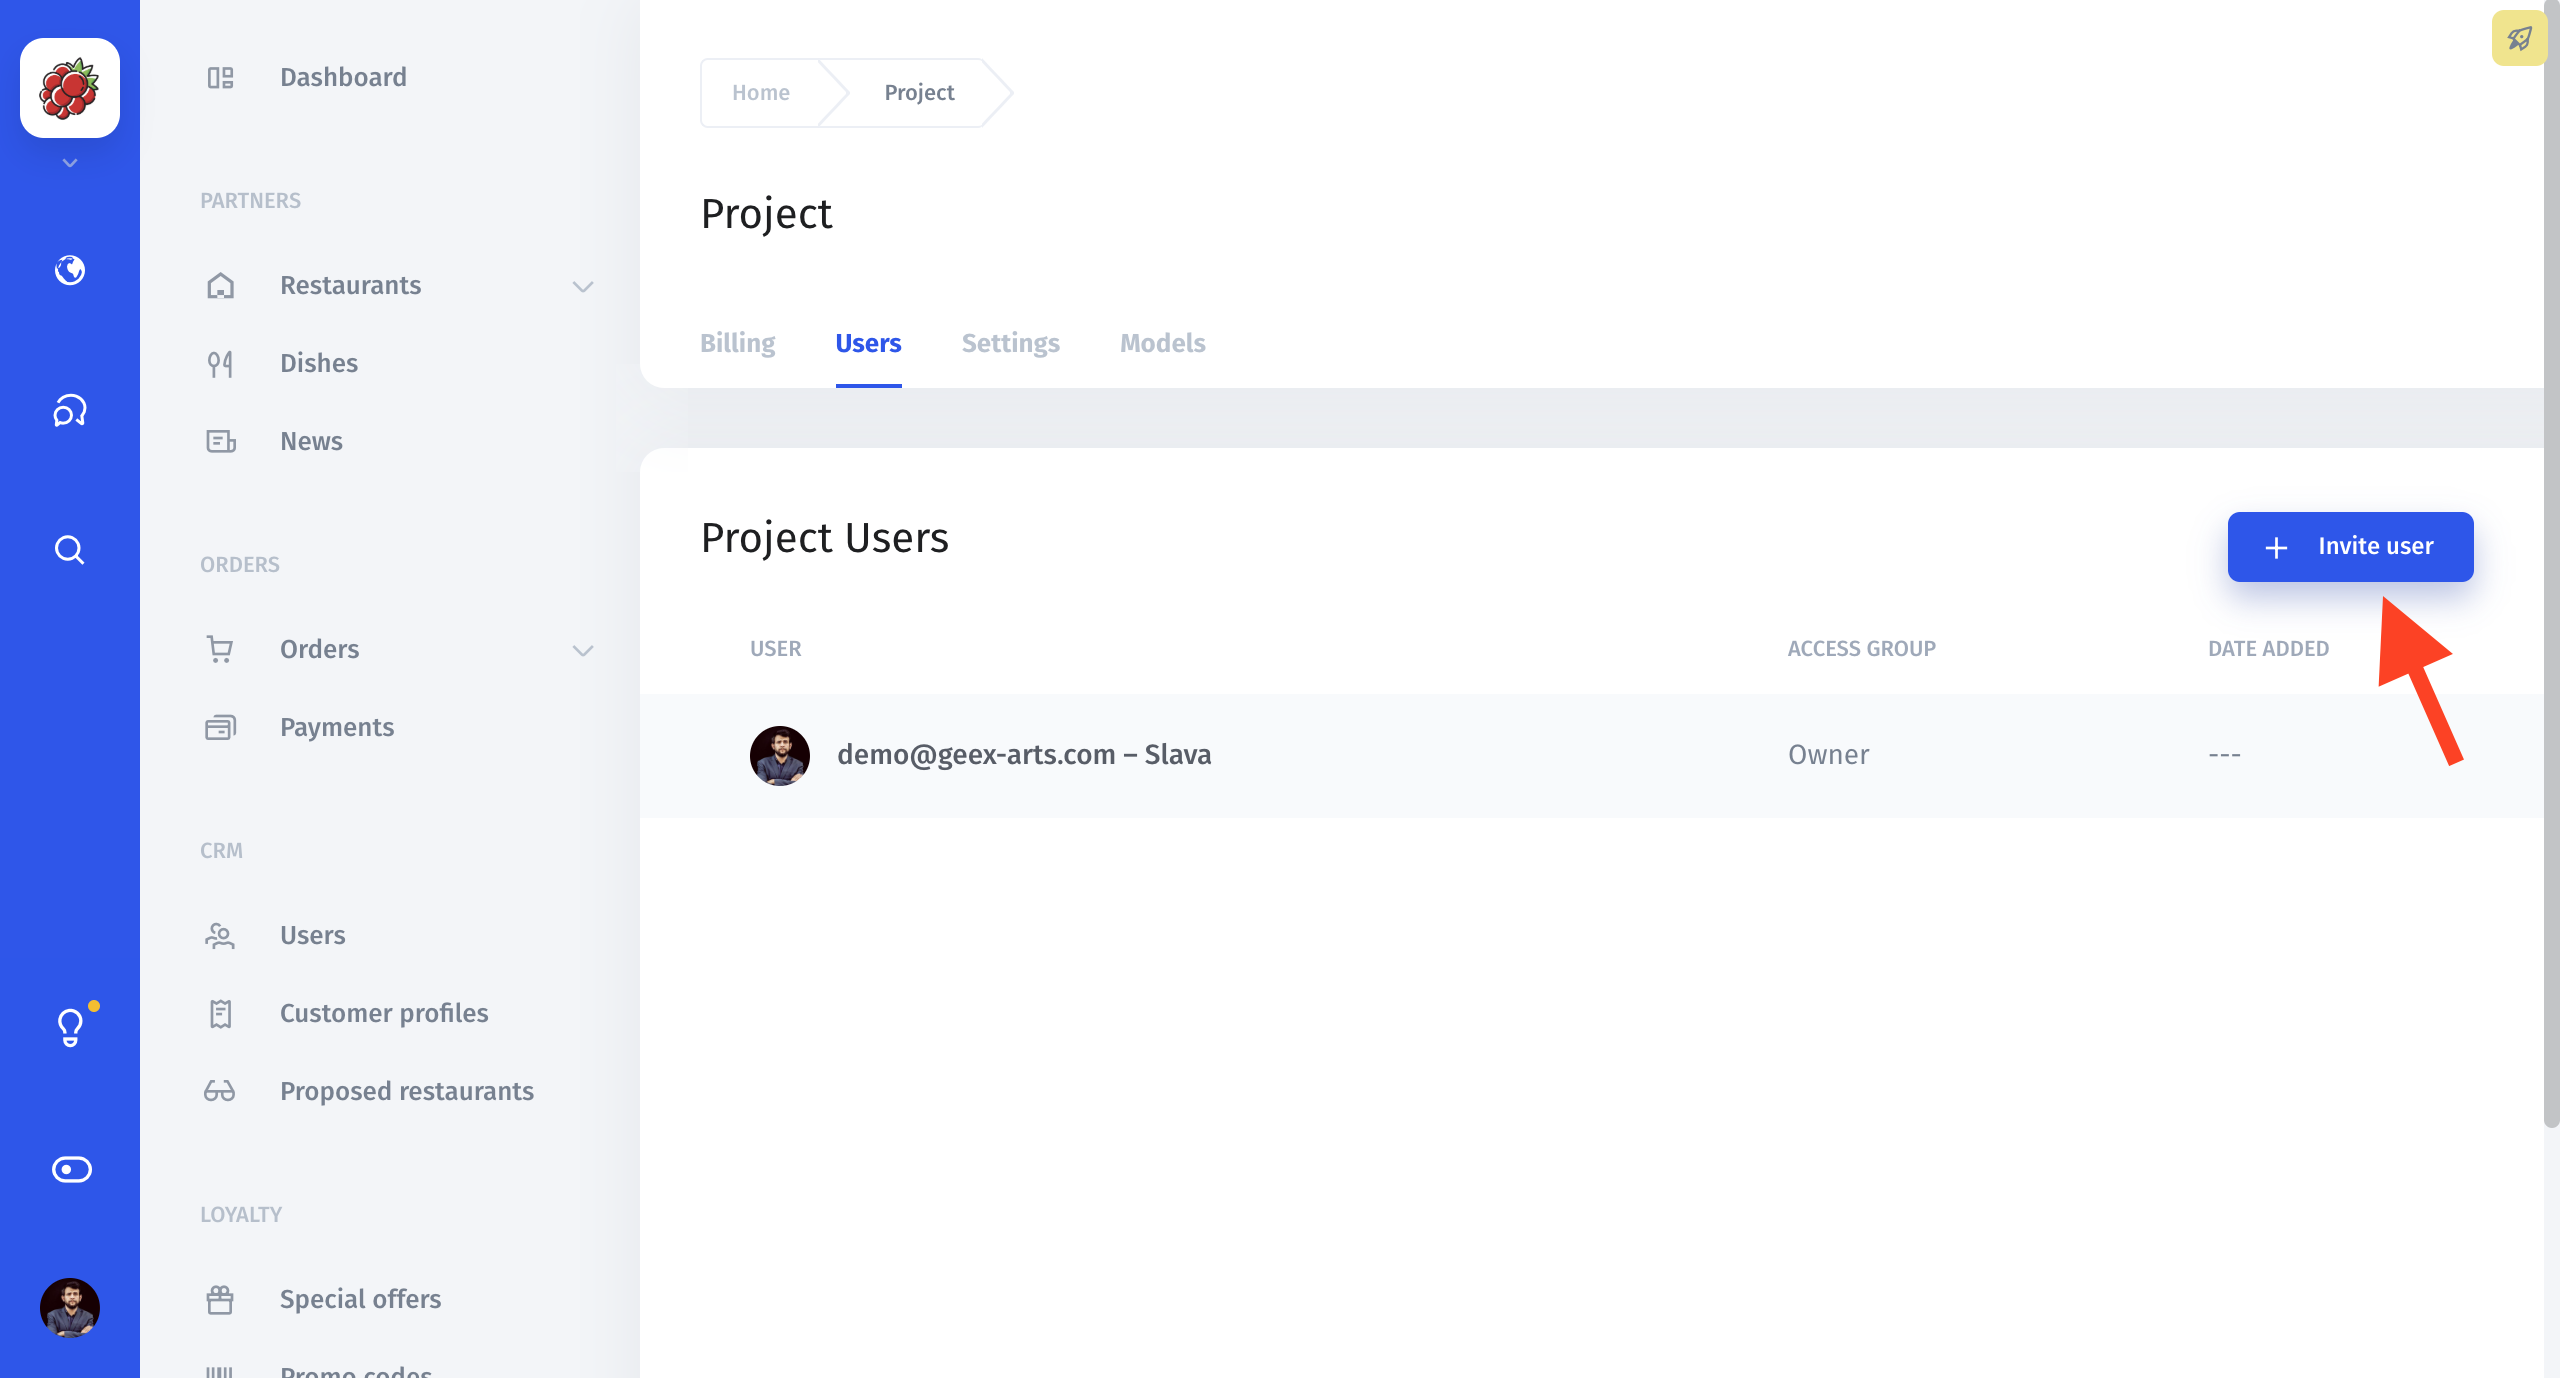 Dashboard
PARTNERS
Restaurants
Dishes
News
ORDERS
Orders
Payments
CRM
Users
Customer profiles
Proposed restaurants
LOYALTY
Special offers
Promo codes
Home
Project
Project
Billing
Users
Settings
Models
Project Users
Invite user
USER
ACCESS GROUP
DATE ADDED
demo@geex-arts.com – Slava
Owner
---